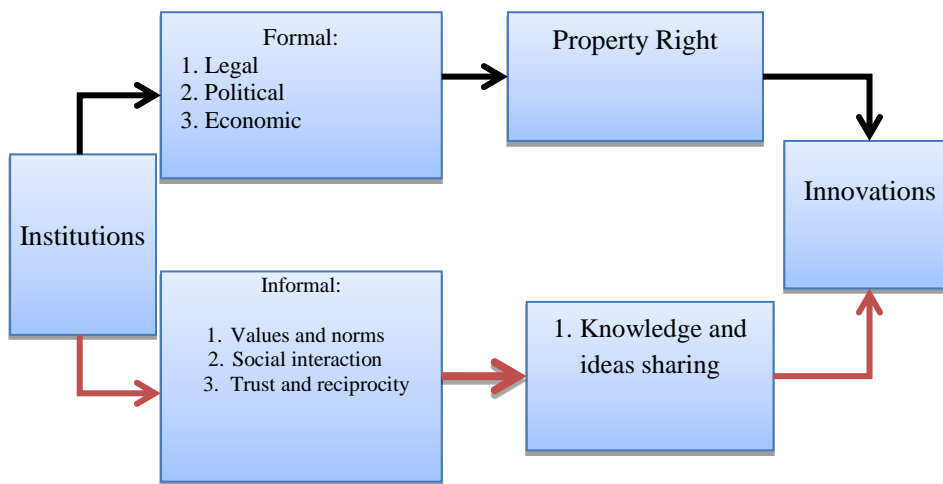 Formal:
1. Legal
2. Political
3. Economic
Property Right
Institutions
Innovations
Informal:
1. Values and norms
2. Social interaction
3. Trust and reciprocity
1. Knowledge and
ideas sharing